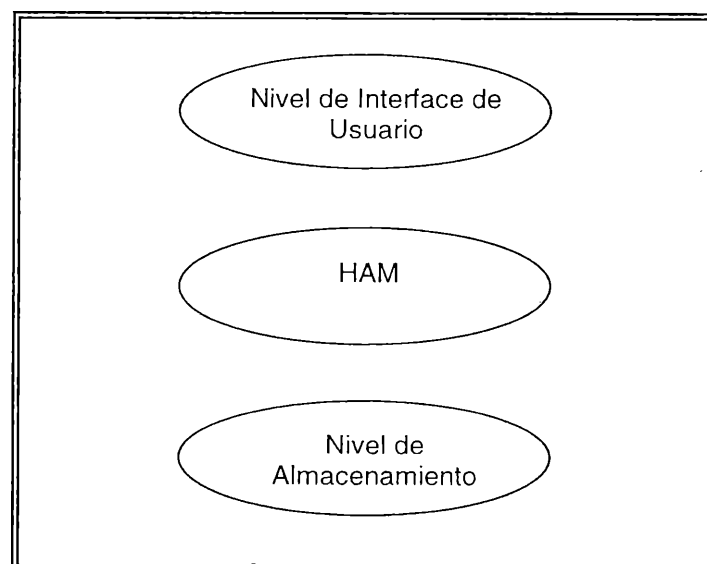 Nivel de Interface de
Usuario
HAM
Nivel de
Almacenamiento